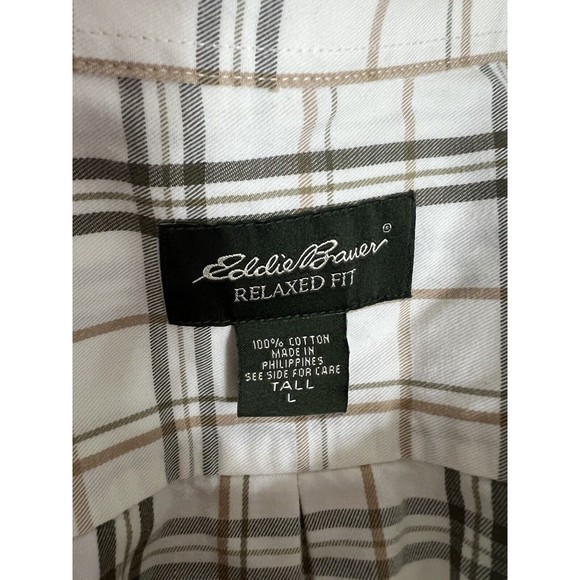 Eddie Bauer®
RELAXED FIT
100% COTTON
MADE IN
PHILIPPINES
SEE SIDE FOR CARE
TALL
L